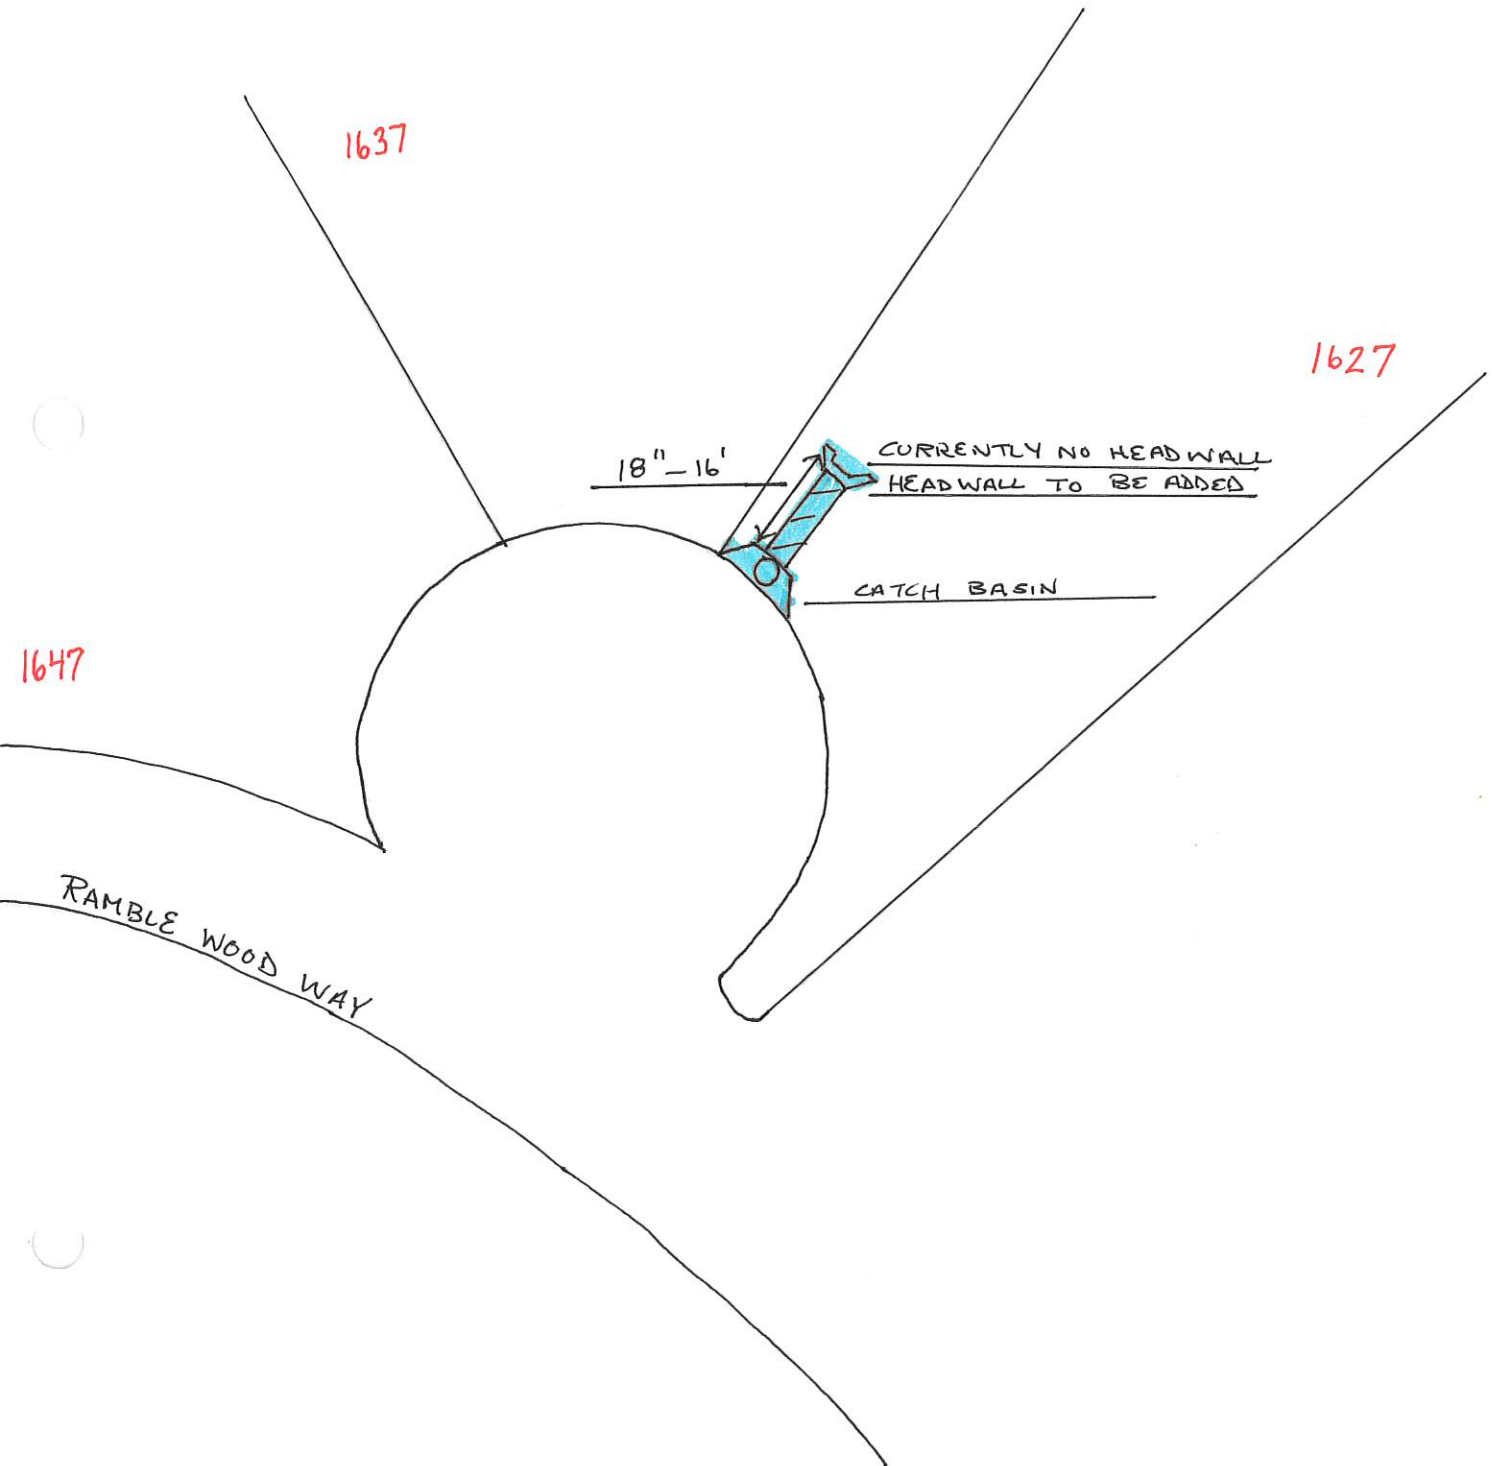 1637
1627
18"-16'
CURRENTLY NO HEADWALL
HEADWALL TO BE ADDED
CATCH BASIN
1647
RAMBLE WOOD WAY